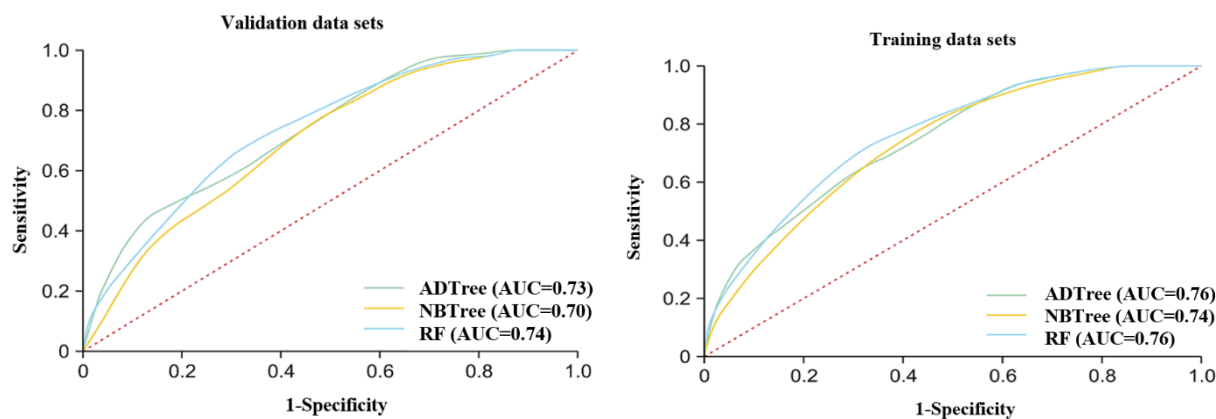 Validation data sets
1.0
0.8
0.6
0.4
0.2
0
Sensitivity
ADTree (AUC=0.73)
NBTree (AUC=0.70)
RF (AUC=0.74)
0 0.2 0.4 0.6 0.8 1.0
1-Specificity
Training data sets
1.0
0.8
0.6
0.4
0.2
0
Sensitivity
ADTree (AUC=0.76)
NBTree (AUC=0.74)
RF (AUC=0.76)
0 0.2 0.4 0.6 0.8 1.0
1-Specificity